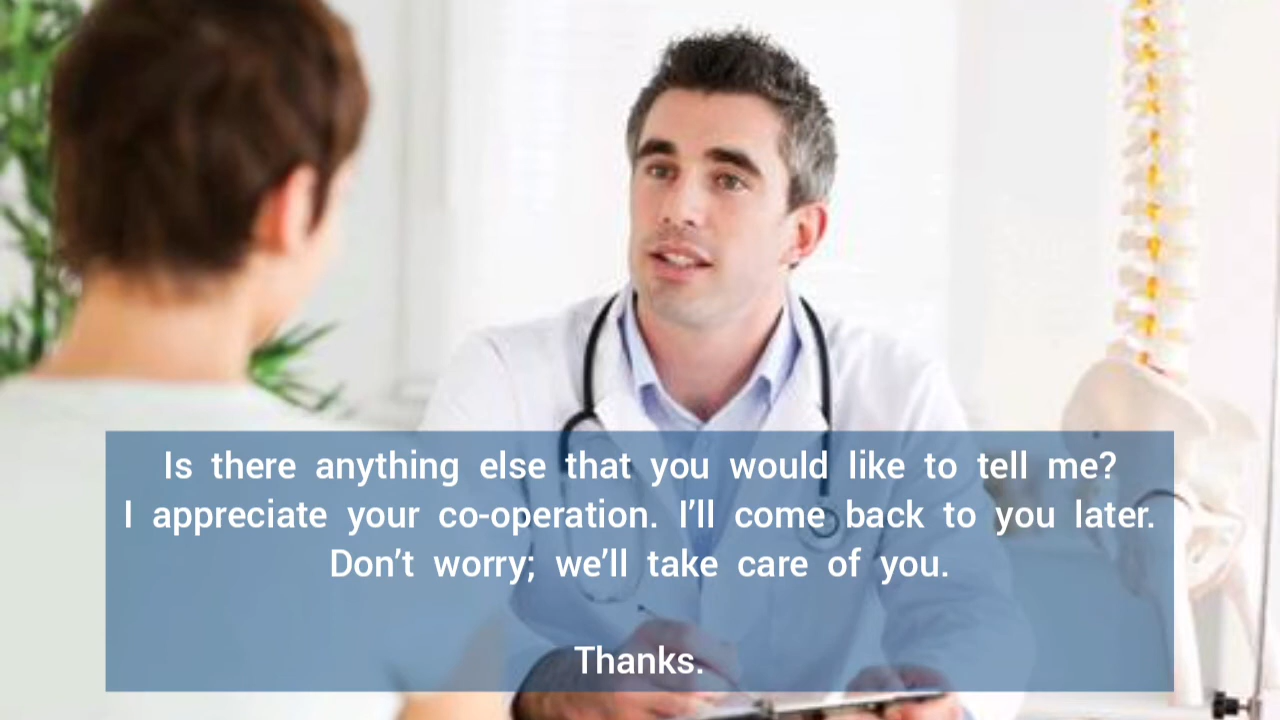 Is there anything else that you would like to tell me?
I appreciate your co-operation. I’ll come back to you later.
Don’t worry; we’ll take care of you.
Thanks.